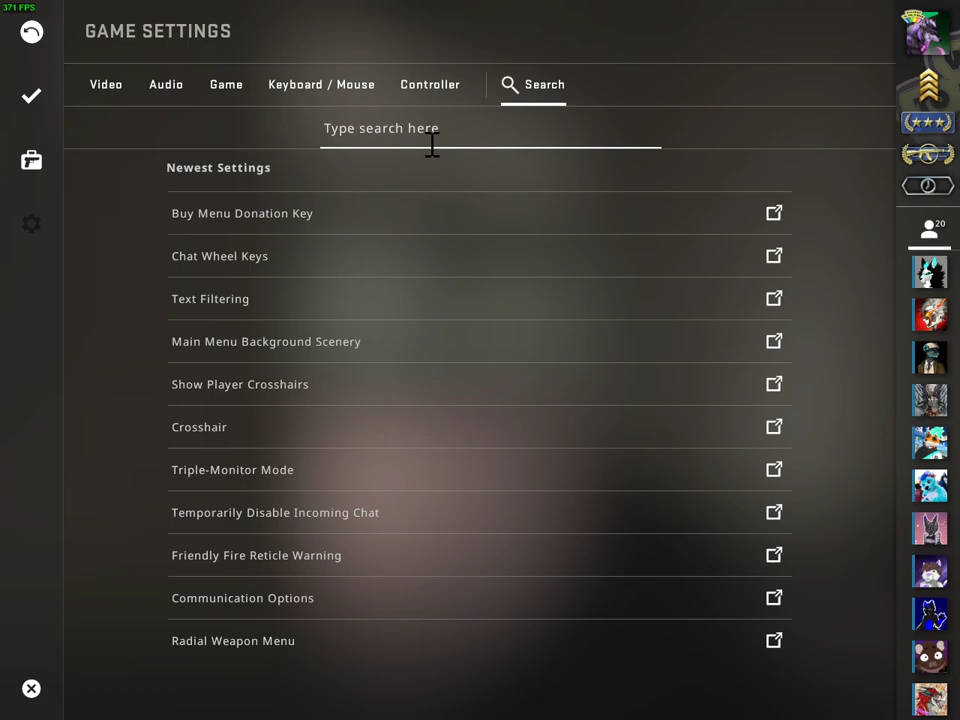 371 FPS
GAME SETTINGS
Video Audio Game Keyboard / Mouse Controller Search
Type search here
Newest Settings
Buy Menu Donation Key
Chat Wheel Keys
Text Filtering
Main Menu Background Scenery
Show Player Crosshairs
Crosshair
Triple-Monitor Mode
Temporarily Disable Incoming Chat
Friendly Fire Reticle Warning
Communication Options
Radial Weapon Menu
20